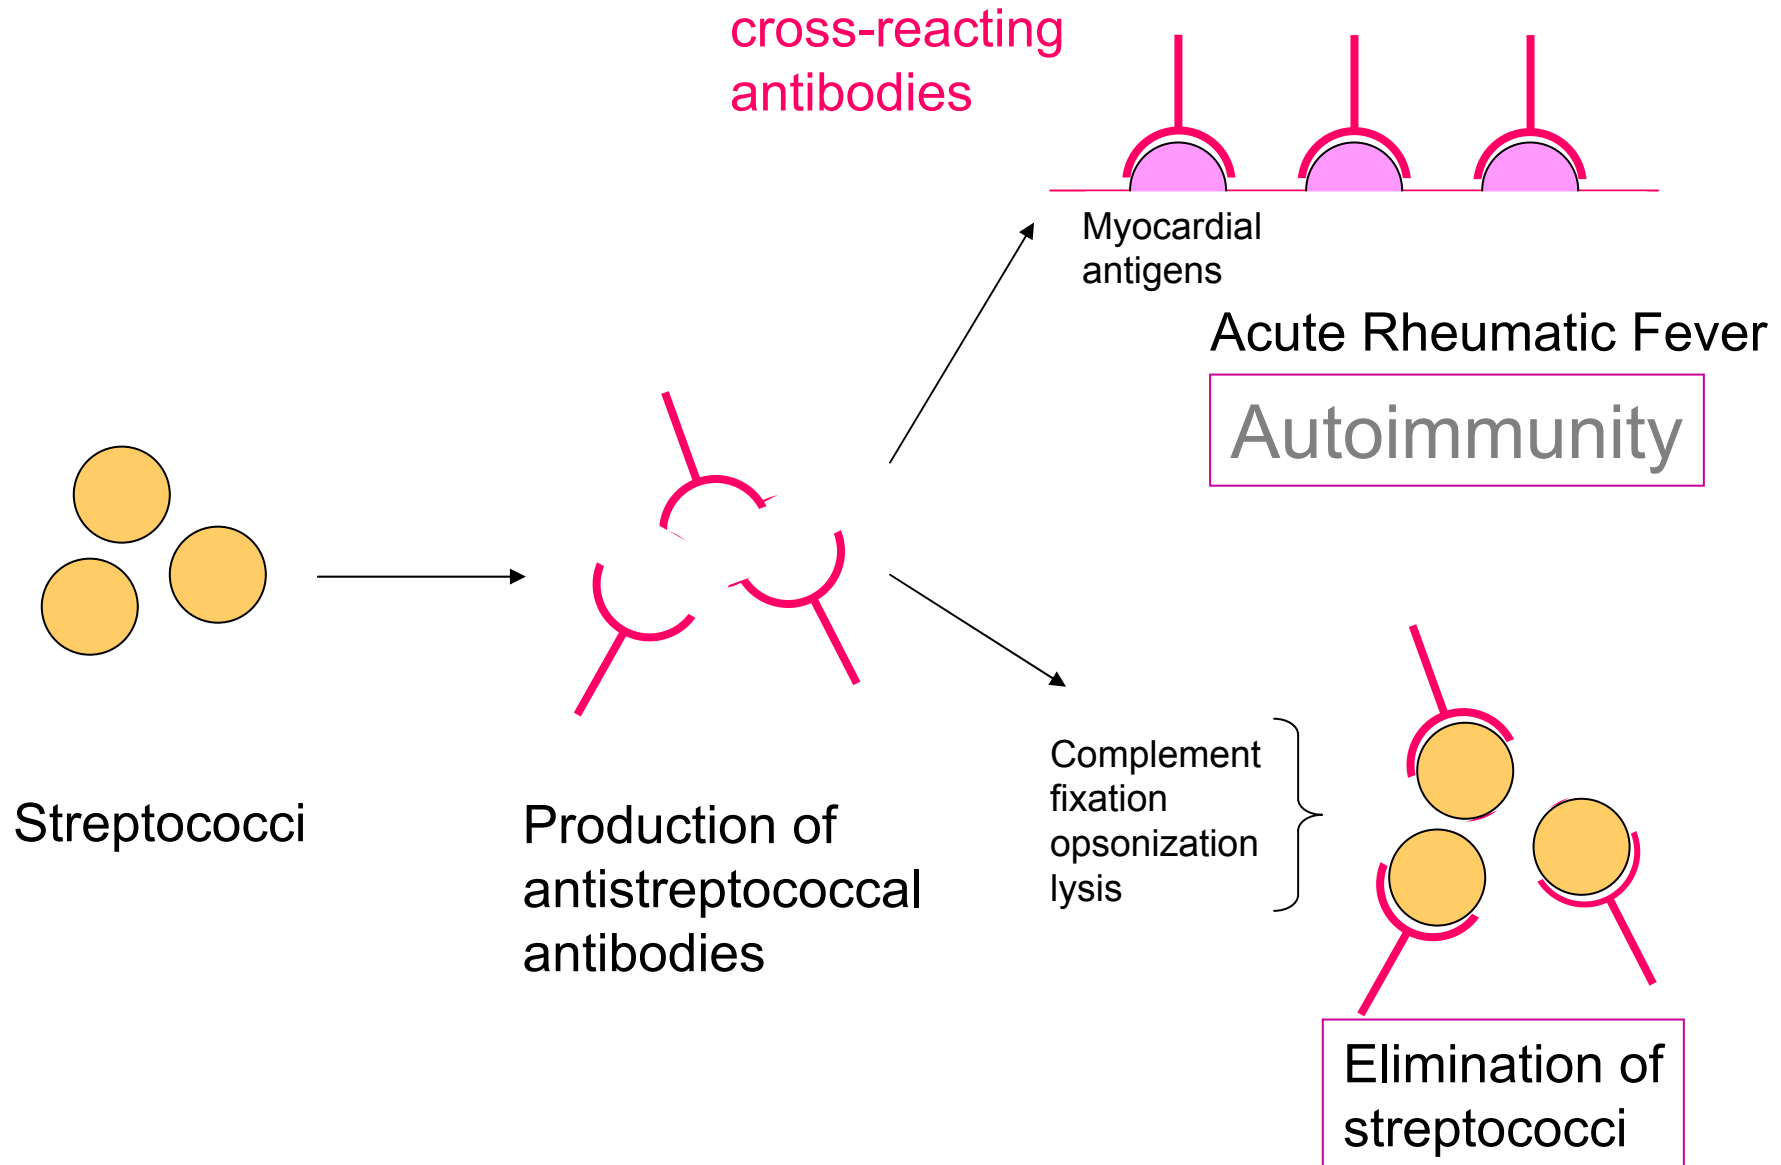 cross-reacting
antibodies
Myocardial
antigens
Acute Rheumatic Fever
Autoimmunity
Streptococci
Production of
antistreptococcal
antibodies
Complement
fixation
opsonization
lysis
Elimination of
streptococci